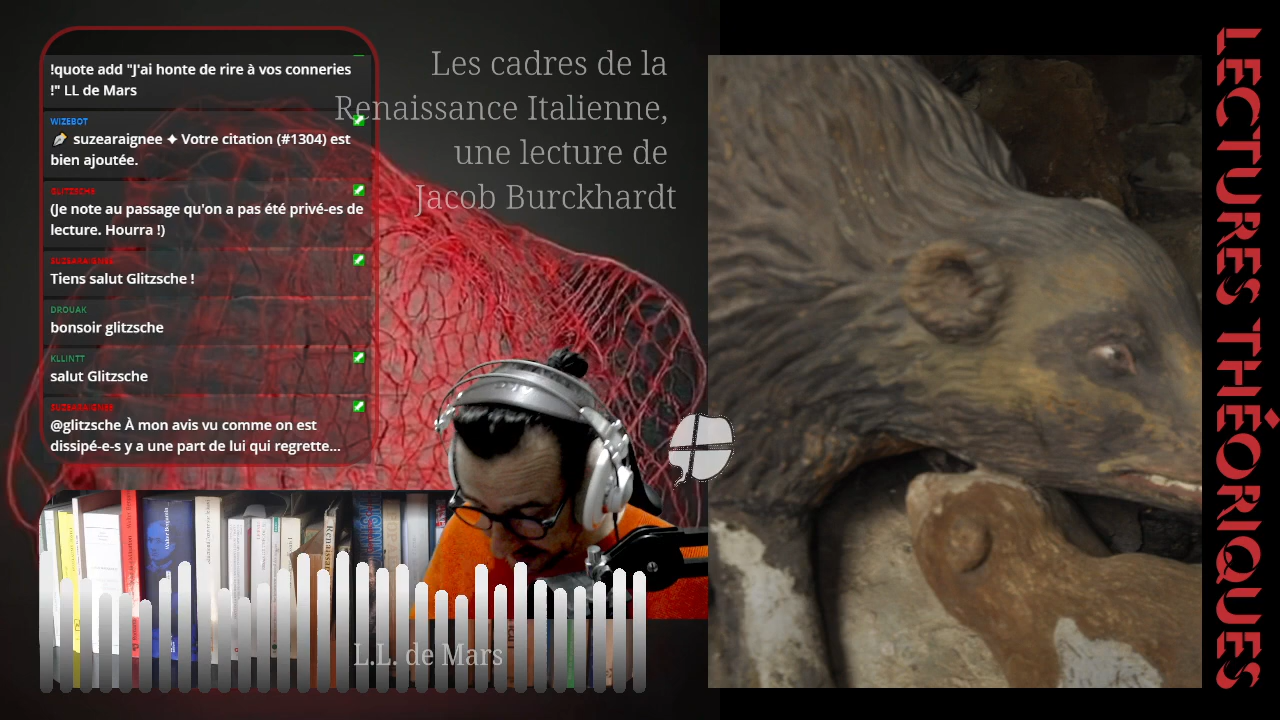 !quote add "J'ai honte de rire à vos conneries
!" LL de Mars
WIZEBOT
suzearaignee ✦ Votre citation (#1304) est
bien ajoutée.
GLITZSCHE
(Je note au passage qu'on a pas été privé-es de
lecture. Hourra !)
SUZEARAIGNEE
Tiens salut Glitzsche !
DROUAK
bonsoir glitzsche
KLLINTT
salut Glitzsche
SUZEARAIGNEE
@glitzsche À mon avis vu comme on est
dissipé-e-s y a une part de lui qui regrette...
Les cadres de la
Renaissance Italienne,
une lecture de
Jacob Burckhardt
L.L. de Mars
LECTURES THÉORIQUES